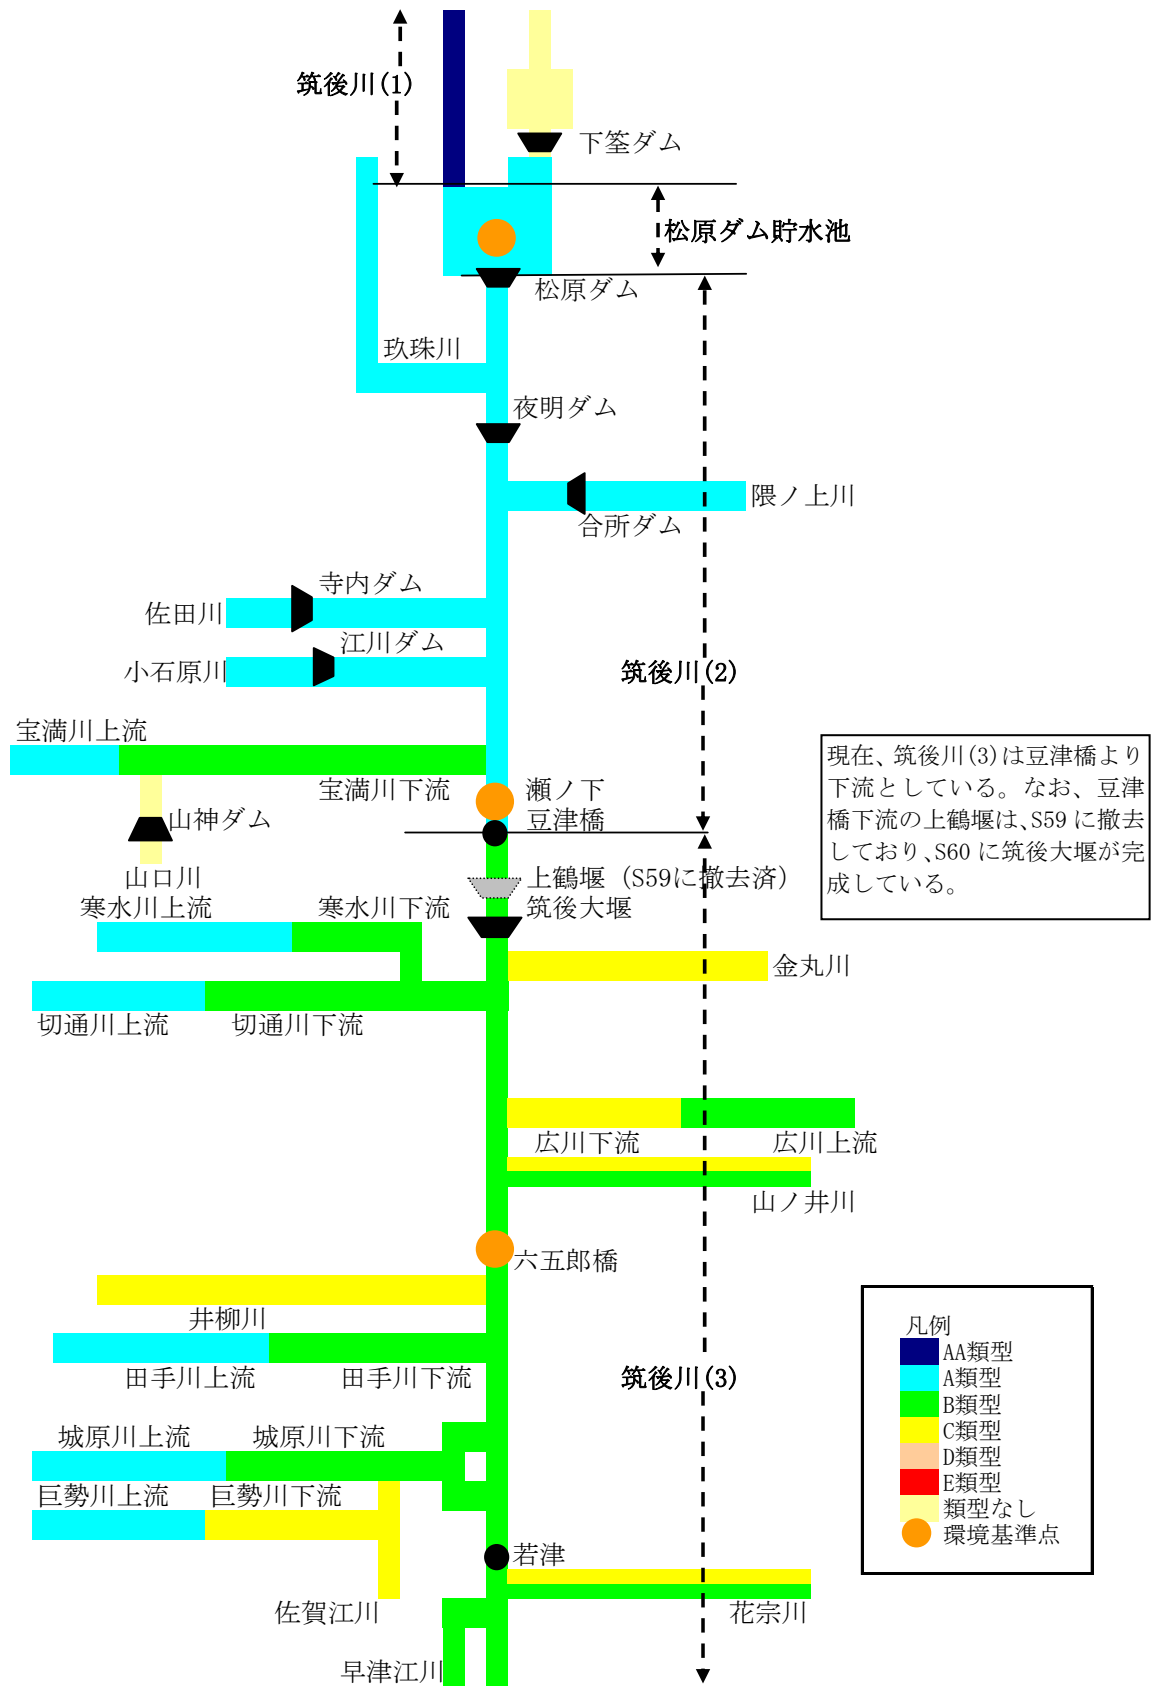 筑後川(1)
下筌ダム
松原ダム貯水池
松原ダム
玖珠川
夜明ダム
隈ノ上川
合所ダム
寺内ダム
佐田川
江川ダム
小石原川
筑後川(2)
宝満川上流
宝満川下流
瀬ノ下
豆津橋
山神ダム
山口川
現在、筑後川(3)は豆津橋より
下流としている。なお、豆津
橋下流の上鶴堰は、S59 に撤去
しており、S60 に筑後大堰が完
成している。
上鶴堰（S59に撤去済）
筑後大堰
寒水川上流
寒水川下流
金丸川
切通川上流
切通川下流
広川下流
広川上流
山ノ井川
六五郎橋
井柳川
田手川上流
田手川下流
筑後川(3)
城原川上流
城原川下流
巨勢川上流
巨勢川下流
若津
佐賀江川
花宗川
早津江川
凡例
AA類型
A類型
B類型
C類型
D類型
E類型
類型なし
環境基準点